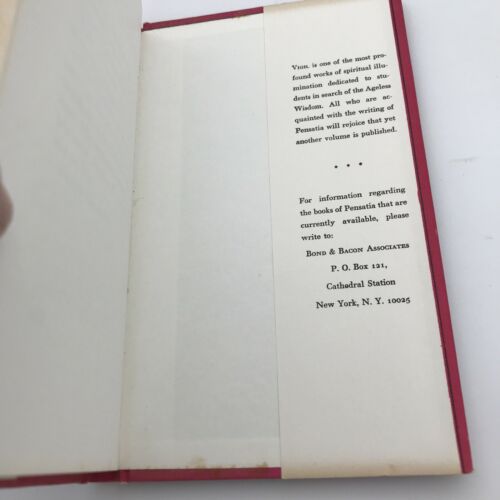 Vigil is one of the most pro-
found works of spiritual illu-
mination dedicated to stu-
dents in search of the Ageless
Wisdom. All who are ac-
quainted with the writing of
Pensatia will rejoice that yet
another volume is published.
* * *
For information regarding
the books of Pensatia that are
currently available, please
write to:
Bond & Bacon Associates
P. O. Box 121,
Cathedral Station
New York, N. Y. 10025